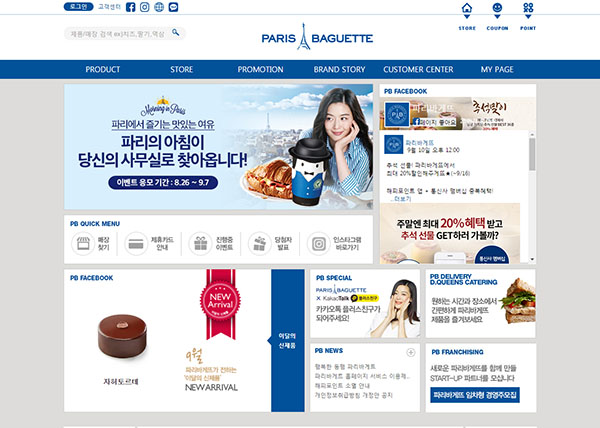 로그인 고객센터
제품/매장 검색 ex)치즈,딸기,역삼
PARIS BAGUETTE
STORE COUPON POINT
PRODUCT STORE PROMOTION BRAND STORY CUSTOMER CENTER MY PAGE
Morning in Paris
파리에서 즐기는 맛있는 여유
파리의 아침이
당신의 사무실로 찾아옵니다!
이벤트 응모 기간 : 8.26 ~ 9.7
PB FACEBOOK
파리바게뜨
페이지 좋아요
추석맞이
파리바게뜨
9월 10일 오후 12:00
추석 선물! 파리바게뜨에서
최대 20%할인해주게뜨★(~9/16)
해피포인트 앱 + 통신사 멤버십 중복혜택!
...더보기
주말엔 최대 20%혜택 받고
추석 선물 GET하러 가볼까?
통신사 멤버십
PB QUICK MENU
매장
찾기
제휴카드
안내
진행중
이벤트
당첨자
발표
인스타그램
바로가기
PB FACEBOOK
NEW
Arrival
자허토르테
9월
파리바게뜨가 전하는
'이달의 신제품'
NEW ARRIVAL
이달의
신제품
PB SPECIAL
PARIS BAGUETTE
X KakaoTalk 플러스친구
카카오톡 플러스친구가
되어주세요!
PB DELIVERY
D.QUEENS CATERING
원하는 시간과 장소에서
간편하게 파리바게뜨
제품을 즐겨보세요
PB NEWS
행복한 동행 파리바게뜨
파리바게뜨 홈페이지 서비스 이용제..
해피포인트 소멸 안내
개인정보취급방침 개정안 공지
PB FRANCHISING
새로운 파리바게뜨를 함께 만들
START-UP 파트너를 모십니다
파리바게뜨 임차형 경영주모집